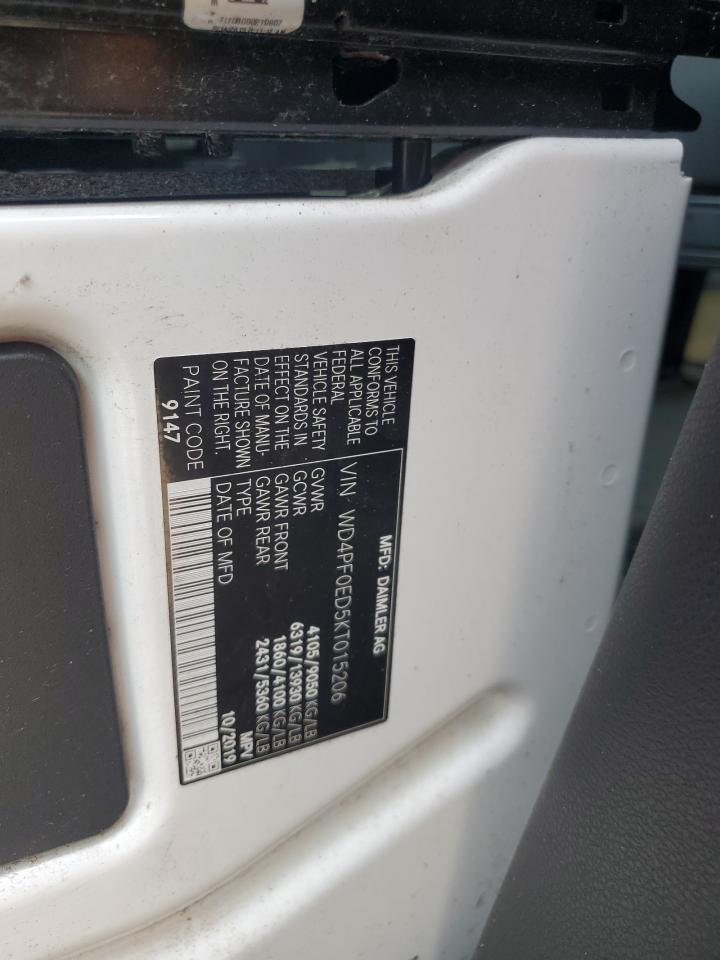 MFD: DAIMLER AG
VIN WD4PF0ED5KT015206
THIS VEHICLE
CONFORMS TO
ALL APPLICABLE
FEDERAL
VEHICLE SAFETY
STANDARDS IN
EFFECT ON THE
DATE OF MANU-
FACTURE SHOWN
ON THE RIGHT.
PAINT CODE
9147
GVWR 4105/9050 KG/LB
GCWR 6319/13930 KG/LB
GAWR FRONT 1860/4100 KG/LB
GAWR REAR 2431/5360 KG/LB
TYPE MPV
DATE OF MFD 10/2019